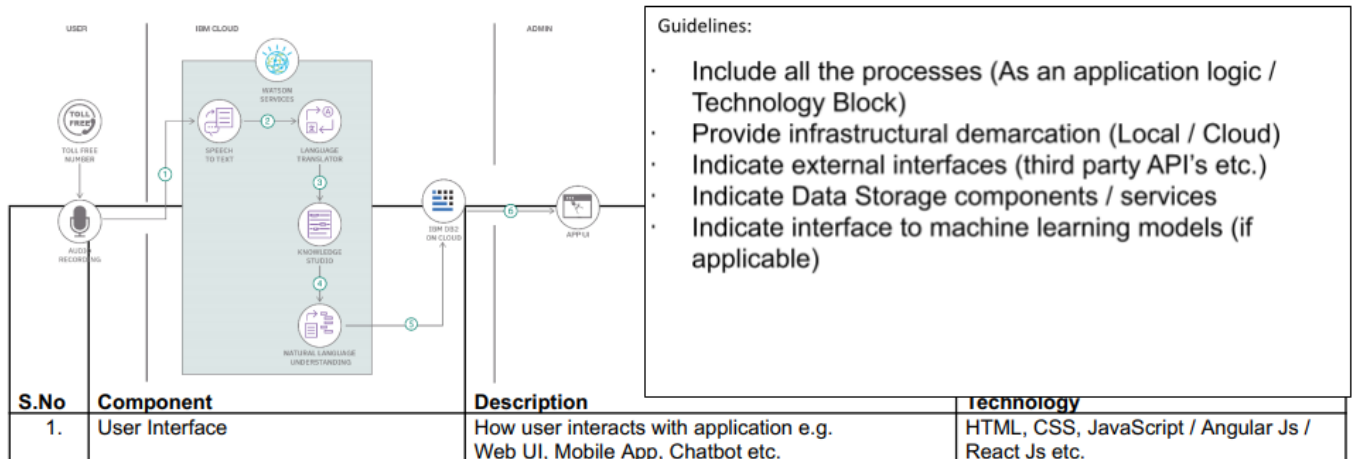 USER
IBM CLOUD
ADMIN
WATSON
SERVICES
TOLL
FREE
TOLL FREE
NUMBER
SPEECH
TO TEXT
2
LANGUAGE
TRANSLATOR
1
3
AUDIO
RECORDING
KNOWLEDGE
STUDIO
IBM DB2
ON CLOUD
6
APP UI
4
5
NATURAL LANGUAGE
UNDERSTANDING
Guidelines:
· Include all the processes (As an application logic /
Technology Block)
· Provide infrastructural demarcation (Local / Cloud)
· Indicate external interfaces (third party API's etc.)
· Indicate Data Storage components / services
· Indicate interface to machine learning models (if
applicable)
S.No Component Description Technology
1. User Interface How user interacts with application e.g. HTML, CSS, JavaScript / Angular Js /
Web UI, Mobile App, Chatbot etc. React Js etc.